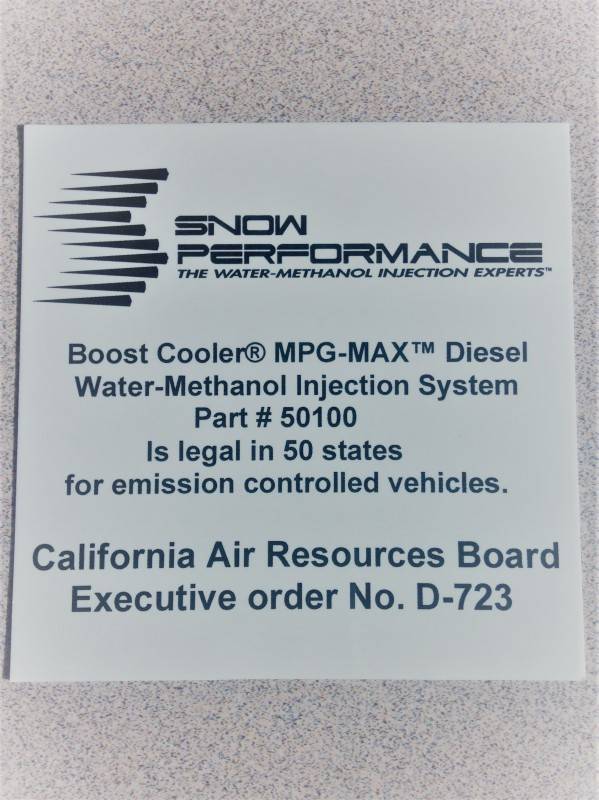 SNOW
PERFORMANCE
THE WATER-METHANOL INJECTION EXPERTS™
Boost Cooler® MPG-MAX™ Diesel
Water-Methanol Injection System
Part # 50100
Is legal in 50 states
for emission controlled vehicles.
California Air Resources Board
Executive order No. D-723